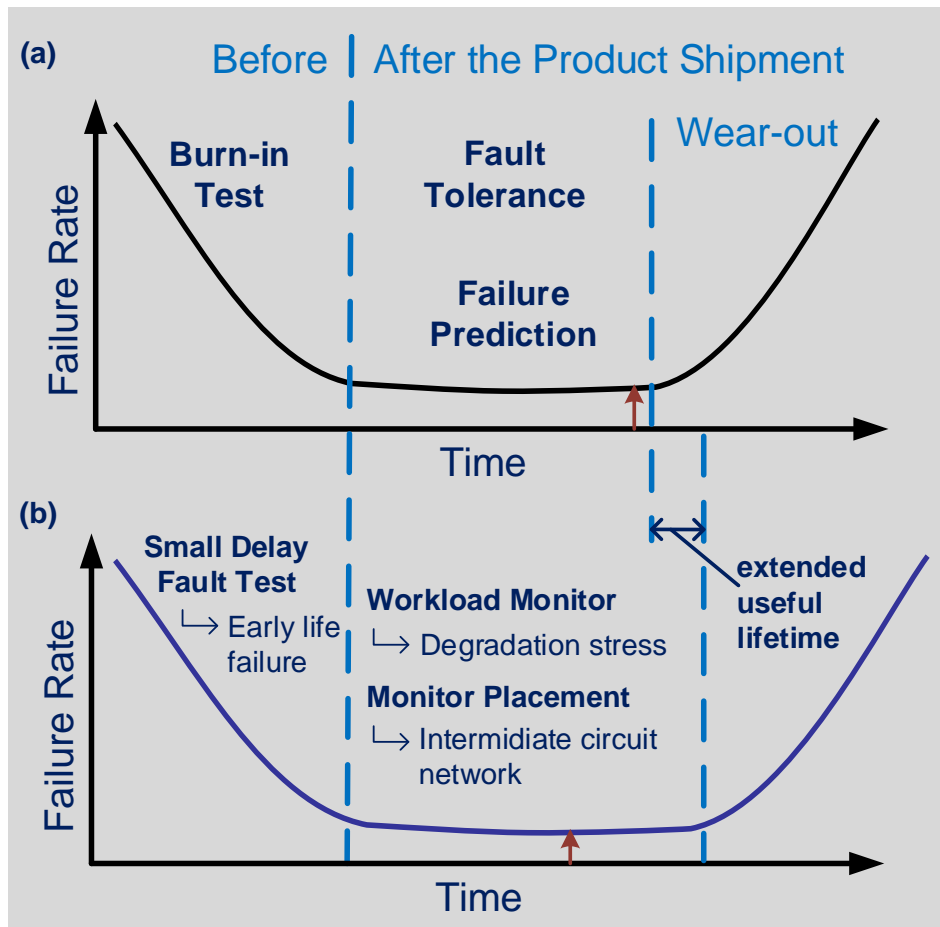 (a)
Before
After the Product Shipment
Wear-out
Burn-in
Test
Fault
Tolerance
Failure
Prediction
Failure Rate
Time
(b)
Small Delay
Fault Test
Early life
failure
Workload Monitor
Degradation stress
Monitor Placement
Intermidiate circuit
network
extended
useful
lifetime
Failure Rate
Time